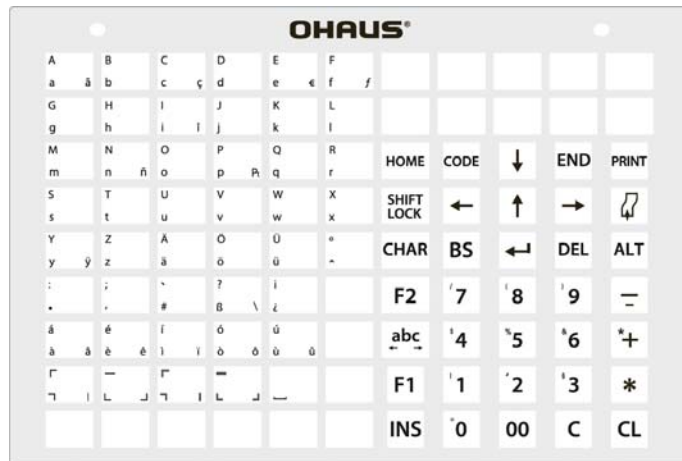 OHAUS®
A B C D E F
a ã b c ç d e € f ƒ
G H I J K L
g h i î j k l
M N O P Q R
m n ñ o p ₧ q r
HOME CODE ↓ END PRINT
S T U V W X
s t u v w x
SHIFT LOCK ← ↑ →
Y Z Ä Ö Ü º
y ÿ z ä ö ü ^
CHAR BS ↵ DEL ALT
: ; ? ¡
. , # ß \ ¿
F2 7 8 9 –
á é í ó ú
à â è ê ì ï ò ô ù û
abc 4 5 6 * +
F1 1 2 3 *
INS 0 00 C CL